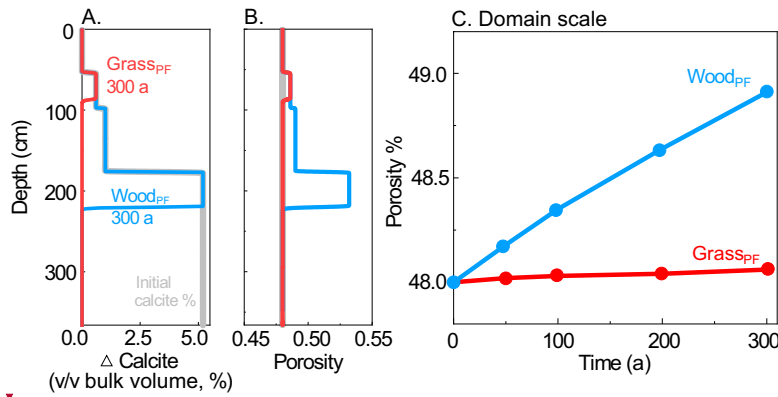 A.
B.
C. Domain scale
0
100
200
300
Depth (cm)
Grass_PF
300 a
Wood_PF
300 a
Initial
calcite %
0.0 2.5 5.0
△ Calcite
(v/v bulk volume, %)
0.45 0.50 0.55
Porosity
49.0
48.5
48.0
Porosity %
Wood_PF
Grass_PF
0 100 200 300
Time (a)